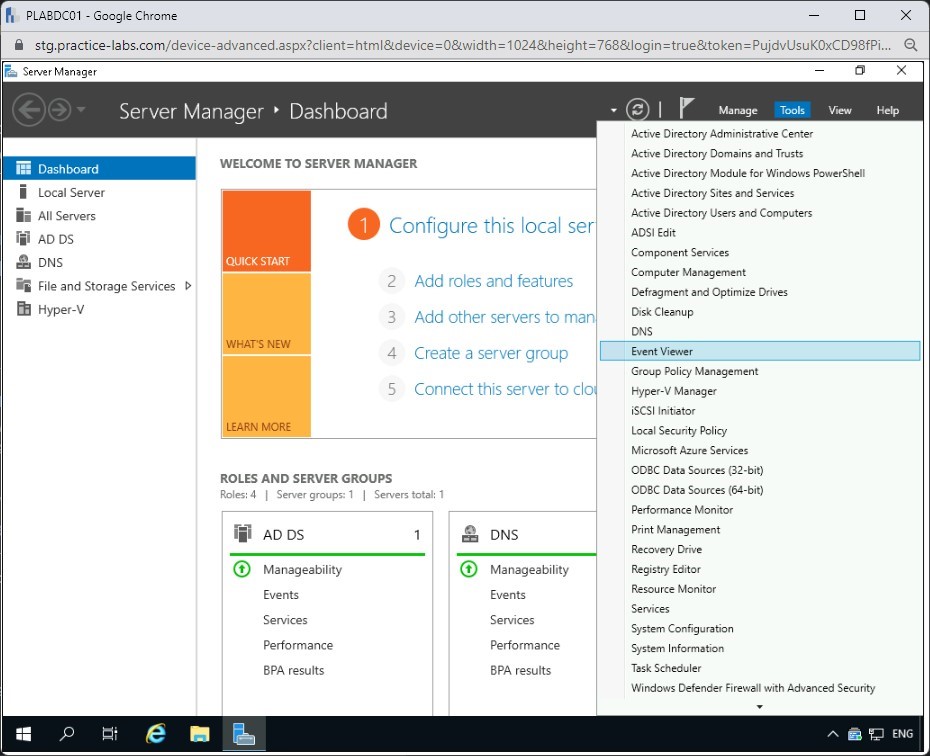 PLABDC01 - Google Chrome
stg.practice-labs.com/device-advanced.aspx?client=html&device=0&width=1024&height=768&login=true&token=PujdvUsuK0xCD98fPi...
Server Manager
Server Manager Dashboard
Manage Tools View Help
Dashboard
Local Server
All Servers
AD DS
DNS
File and Storage Services
Hyper-V
WELCOME TO SERVER MANAGER
QUICK START
WHAT'S NEW
LEARN MORE
1 Configure this local ser
2 Add roles and features
3 Add other servers to man
4 Create a server group
5 Connect this server to clou
ROLES AND SERVER GROUPS
Roles: 4 | Server groups: 1 | Servers total: 1
AD DS 1
Manageability
Events
Services
Performance
BPA results
DNS
Manageability
Events
Services
Performance
BPA results
Active Directory Administrative Center
Active Directory Domains and Trusts
Active Directory Module for Windows PowerShell
Active Directory Sites and Services
Active Directory Users and Computers
ADSI Edit
Component Services
Computer Management
Defragment and Optimize Drives
Disk Cleanup
DNS
Event Viewer
Group Policy Management
Hyper-V Manager
iSCSI Initiator
Local Security Policy
Microsoft Azure Services
ODBC Data Sources (32-bit)
ODBC Data Sources (64-bit)
Performance Monitor
Print Management
Recovery Drive
Registry Editor
Resource Monitor
Services
System Configuration
System Information
Task Scheduler
Windows Defender Firewall with Advanced Security
ENG